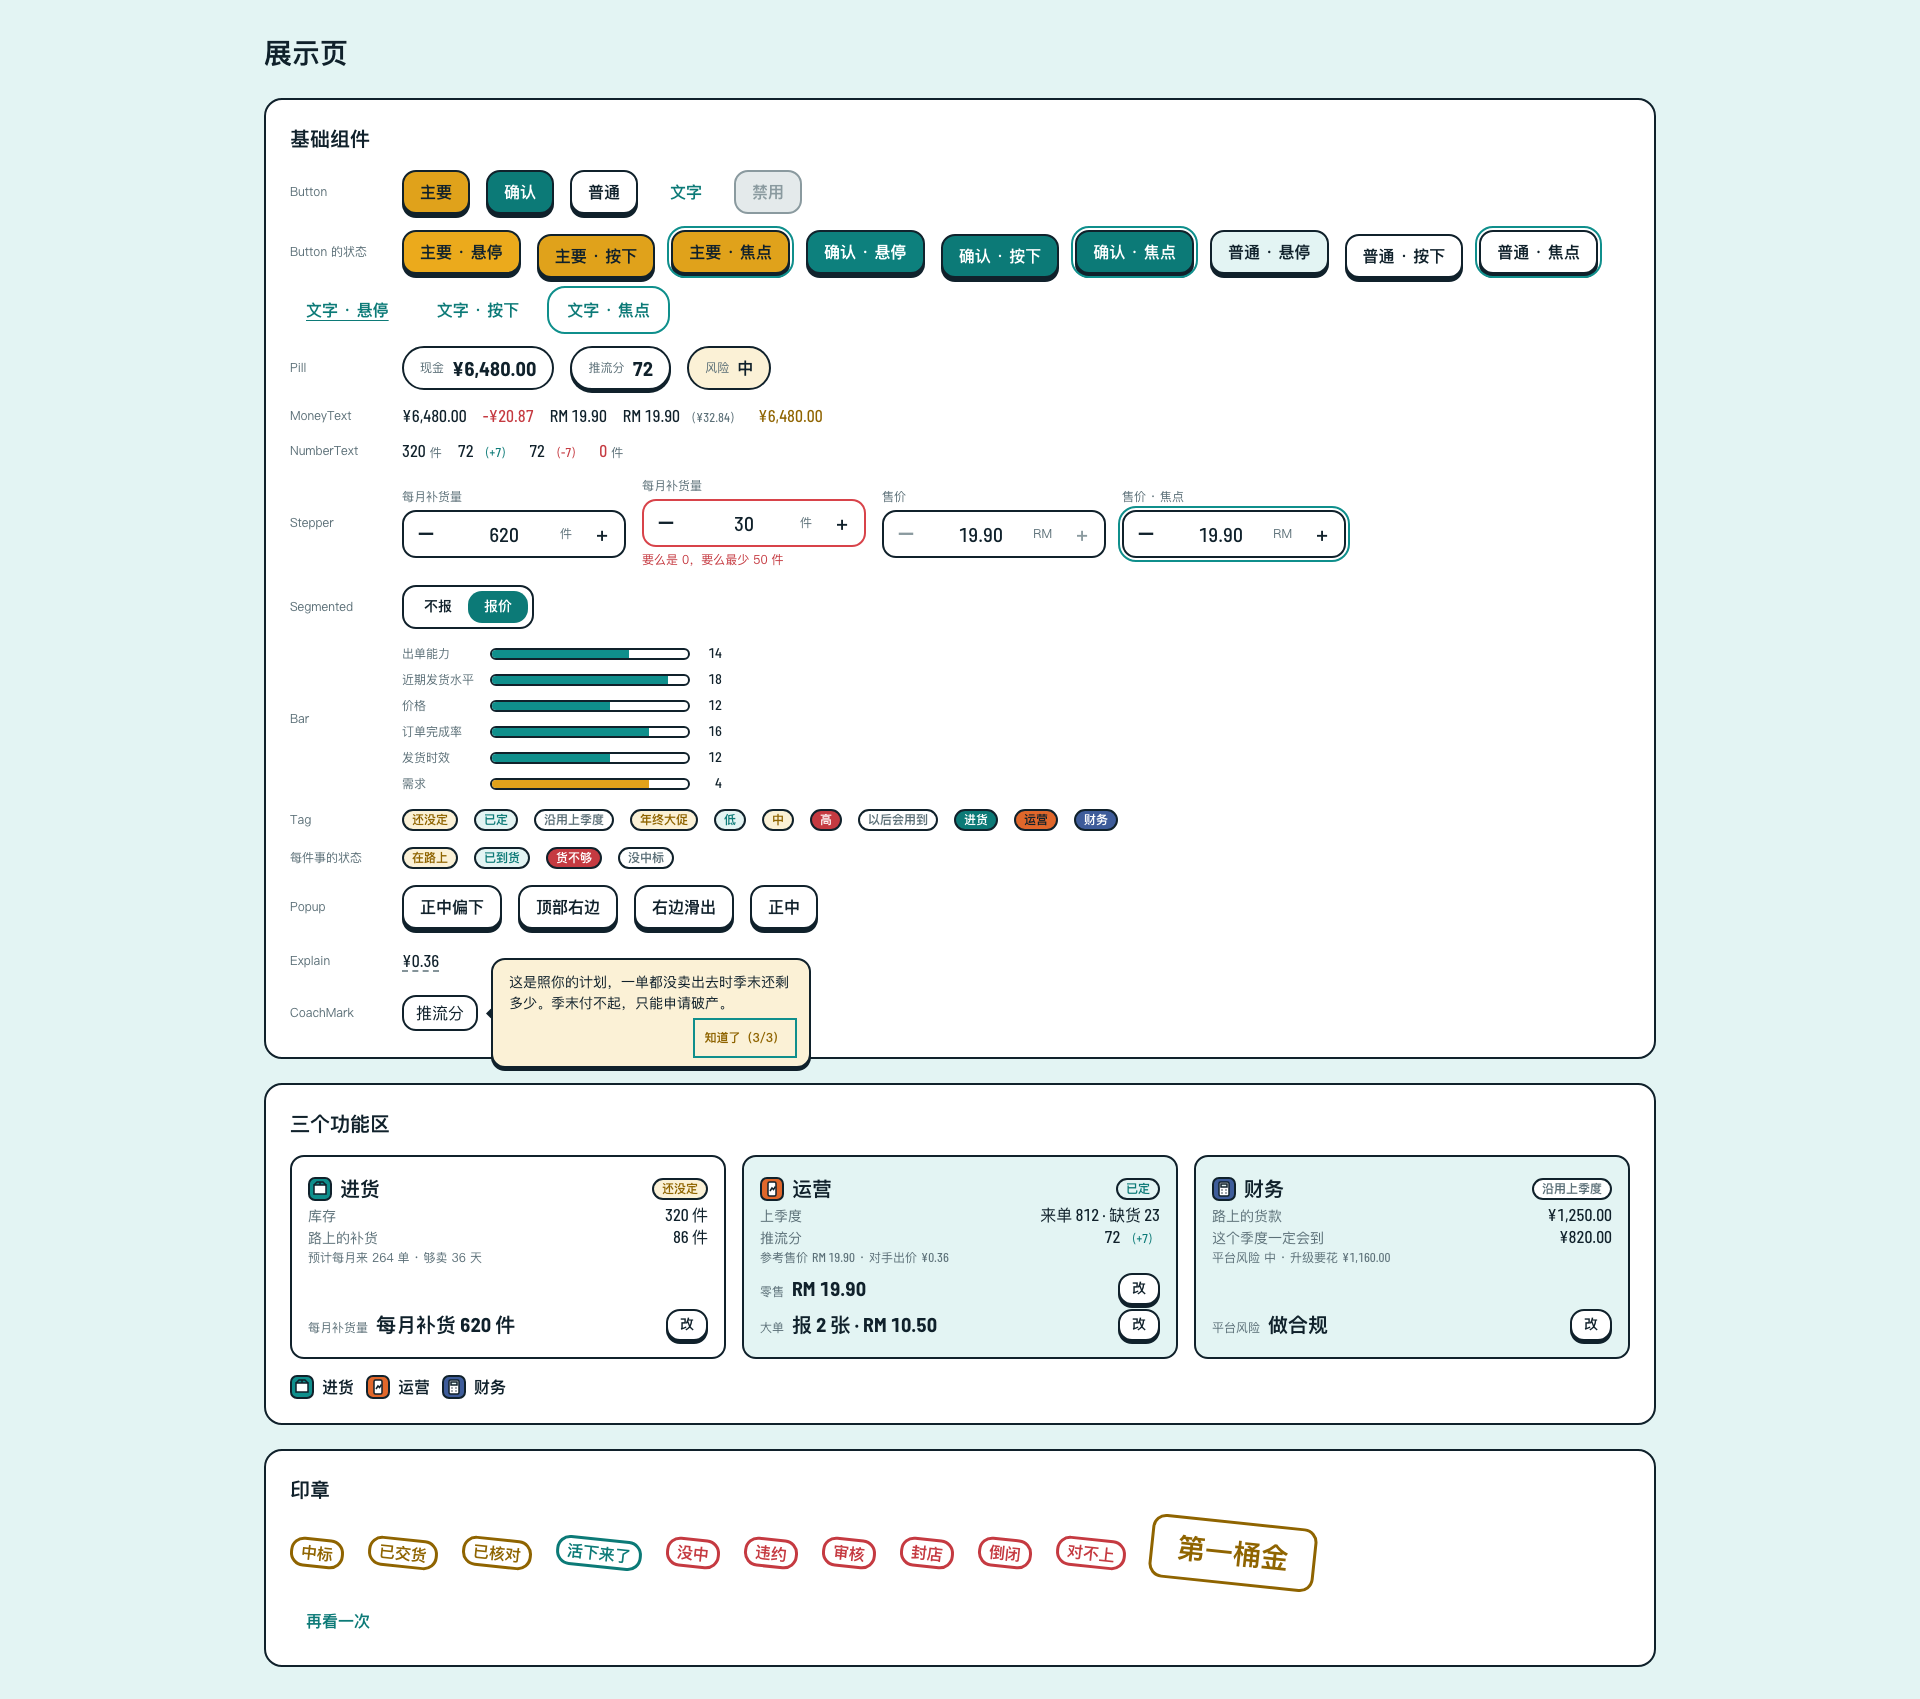 展示页
基础组件
Button 主要 确认 普通 文字 禁用
Button 的状态 主要 · 悬停 主要 · 按下 主要 · 焦点 确认 · 悬停 确认 · 按下 确认 · 焦点 普通 · 悬停 普通 · 按下 普通 · 焦点
文字 · 悬停 文字 · 按下 文字 · 焦点
Pill 现金 ¥6,480.00 推流分 72 风险 中
MoneyText ¥6,480.00 -¥20.87 RM 19.90 RM 19.90 (¥32.84) ¥6,480.00
NumberText 320 件 72 (+7) 72 (-7) 0 件
每月补货量 每月补货量 售价 售价 · 焦点
Stepper — 620 件 + — 30 件 + — 19.90 RM + — 19.90 RM +
要么是 0，要么最少 50 件
Segmented 不报 报价
Bar
出单能力 14
近期发货水平 18
价格 12
订单完成率 16
发货时效 12
需求 4
Tag 还没定 已定 沿用上季度 年终大促 低 中 高 以后会用到 进货 运营 财务
每件事的状态 在路上 已到货 货不够 没中标
Popup 正中偏下 顶部右边 右边滑出 正中
Explain ¥0.36
CoachMark 推流分
这是照你的计划，一单都没卖出去时季末还剩
多少。季末付不起，只能申请破产。
知道了（3/3）
三个功能区
进货 还没定
库存 320 件
路上的补货 86 件
预计每月来 264 单 · 够卖 36 天
每月补货量 每月补货 620 件 改
运营 已定
上季度 来单 812 · 缺货 23
推流分 72 (+7)
参考售价 RM 19.90 · 对手出价 ¥0.36
零售 RM 19.90 改
大单 报 2 张 · RM 10.50 改
财务 沿用上季度
路上的货款 ¥1,250.00
这个季度一定会到 ¥820.00
平台风险 中 · 升级要花 ¥1,160.00
平台风险 做合规 改
进货 运营 财务
印章
中标 已交货 已核对 活下来了 没中 违约 审核 封店 倒闭 对不上 第一桶金
再看一次